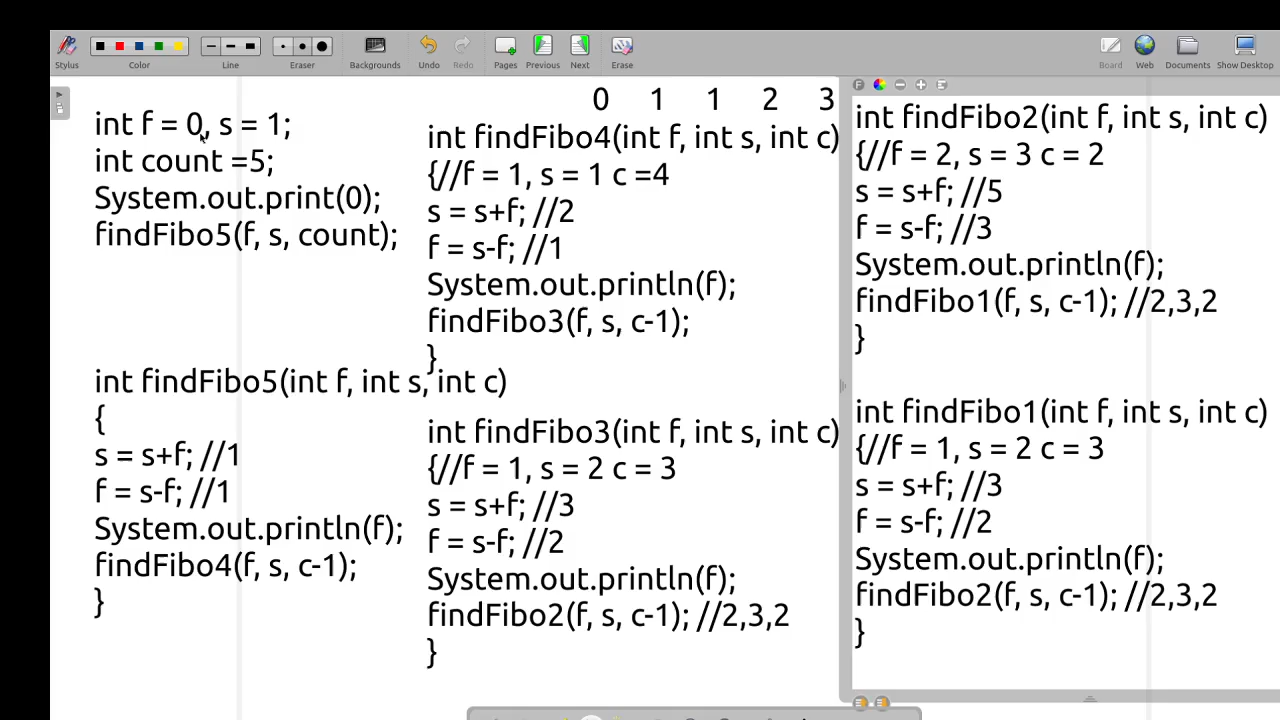 Stylus Color Line Eraser Backgrounds Undo Redo Pages Previous Next Erase Board Web Documents Show Desktop
int f = 0, s = 1;
int count =5;
System.out.print(0);
findFibo5(f, s, count);
int findFibo5(int f, int s, int c)
{
s = s+f; //1
f = s-f; //1
System.out.println(f);
findFibo4(f, s, c-1);
}
0 1 1 2 3
int findFibo4(int f, int s, int c)
{//f = 1, s = 1 c =4
s = s+f; //2
f = s-f; //1
System.out.println(f);
findFibo3(f, s, c-1);
}
int findFibo3(int f, int s, int c)
{//f = 1, s = 2 c = 3
s = s+f; //3
f = s-f; //2
System.out.println(f);
findFibo2(f, s, c-1); //2,3,2
}
int findFibo2(int f, int s, int c)
{//f = 2, s = 3 c = 2
s = s+f; //5
f = s-f; //3
System.out.println(f);
findFibo1(f, s, c-1); //2,3,2
}
int findFibo1(int f, int s, int c)
{//f = 1, s = 2 c = 3
s = s+f; //3
f = s-f; //2
System.out.println(f);
findFibo2(f, s, c-1); //2,3,2
}